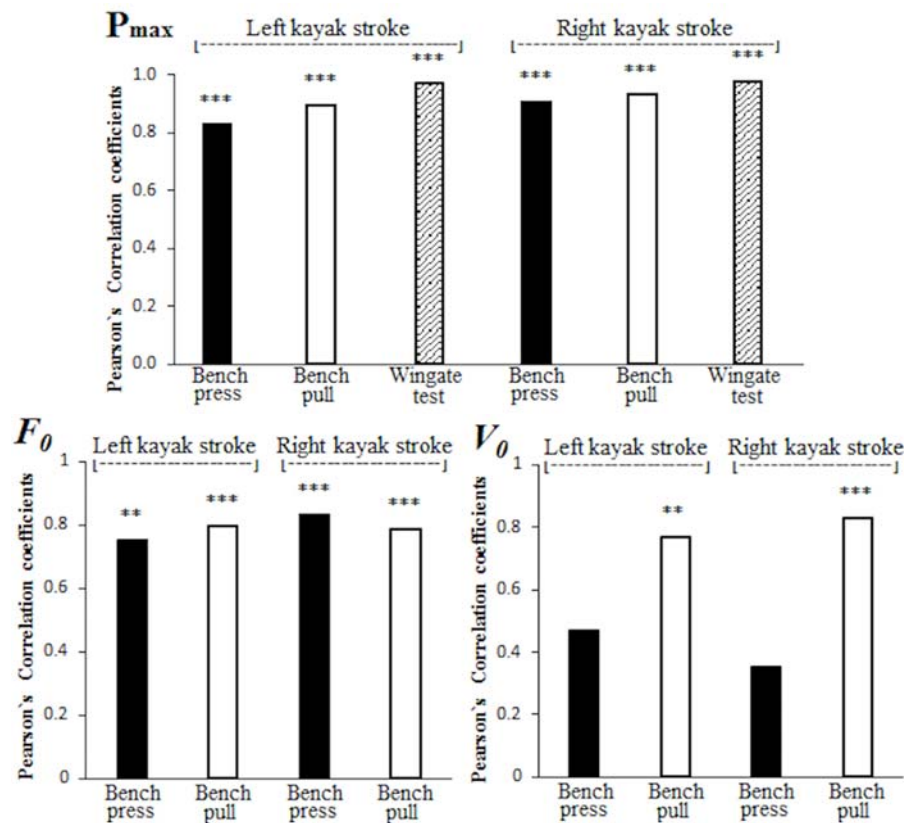 Pmax
Left kayak stroke
Right kayak stroke
Pearson`s Correlation coefficients
1.0
0.8
0.6
0.4
0.2
0.0
***
***
***
***
***
***
Bench press
Bench pull
Wingate test
Bench press
Bench pull
Wingate test
F0
Left kayak stroke
Right kayak stroke
Pearson`s Correlation coefficients
1
0.8
0.6
0.4
0.2
0
**
***
***
***
Bench press
Bench pull
Bench press
Bench pull
V0
Left kayak stroke
Right kayak stroke
Pearson`s Correlation coefficients
1
0.8
0.6
0.4
0.2
0
**
***
Bench press
Bench pull
Bench press
Bench pull